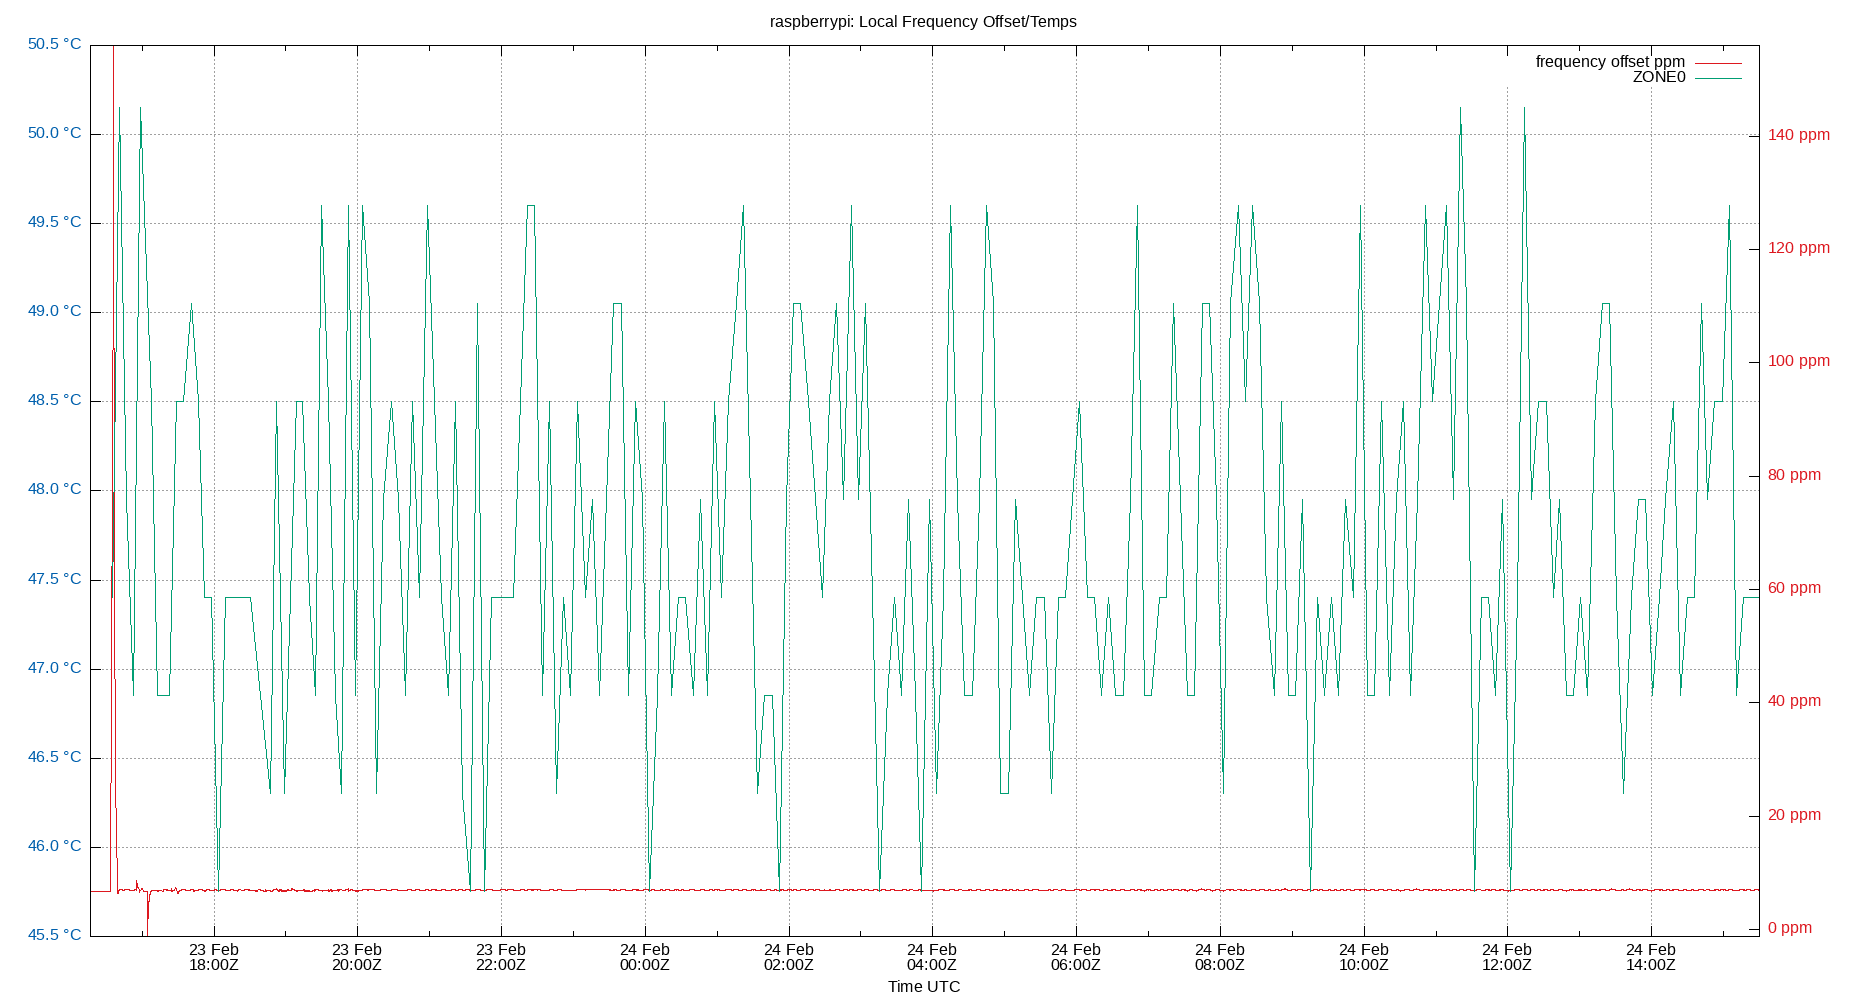 raspberrypi: Local Frequency Offset/Temps
frequency offset ppm
ZONE0
50.5 °C
50.0 °C
49.5 °C
49.0 °C
48.5 °C
48.0 °C
47.5 °C
47.0 °C
46.5 °C
46.0 °C
45.5 °C
140 ppm
120 ppm
100 ppm
80 ppm
60 ppm
40 ppm
20 ppm
0 ppm
23 Feb
18:00Z
23 Feb
20:00Z
23 Feb
22:00Z
24 Feb
00:00Z
24 Feb
02:00Z
24 Feb
04:00Z
24 Feb
06:00Z
24 Feb
08:00Z
24 Feb
10:00Z
24 Feb
12:00Z
24 Feb
14:00Z
Time UTC